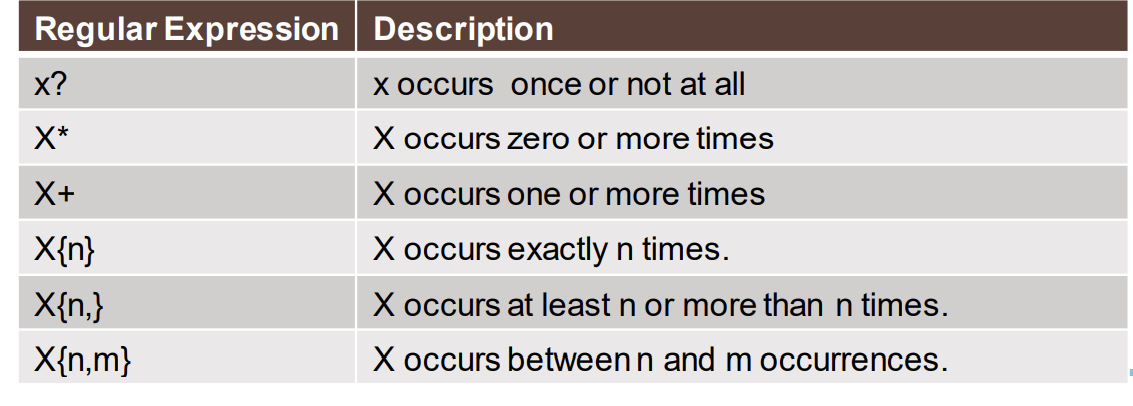 Regular Expression Description
x? x occurs once or not at all
X* X occurs zero or more times
X+ X occurs one or more times
X{n} X occurs exactly n times.
X{n,} X occurs at least n or more than n times.
X{n,m} X occurs between n and m occurrences.